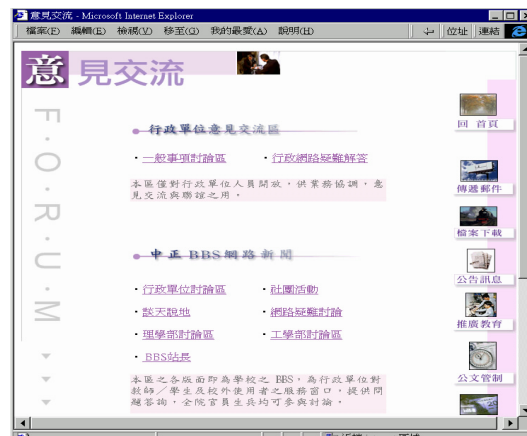 意見交流 - Microsoft Internet Explorer
檔案(F) 編輯(E) 檢視(V) 移至(G) 我的最愛(A) 說明(H) 位址 連結
意見交流
F·O·R·U·M
行政單位意見交流區
·一般事項討論區 ·行政網路疑難解答
本區僅對行政單位人員開放，供業務協調，意
見交流與聯誼之用。
中正 BBS 網路新聞
·行政單位討論區 ·社團活動
·談天說地 ·網路疑難討論
·理學部討論區 ·工學部討論區
·BBS站長
本區之各版面即為學校之 BBS，為行政單位對
教師／學生及校外使用者之服務窗口，提供問
題答詢，全院官員生兵均可參與討論。
回 首頁
傳遞郵件
檔案下載
公告訊息
推廣教育
公文管制